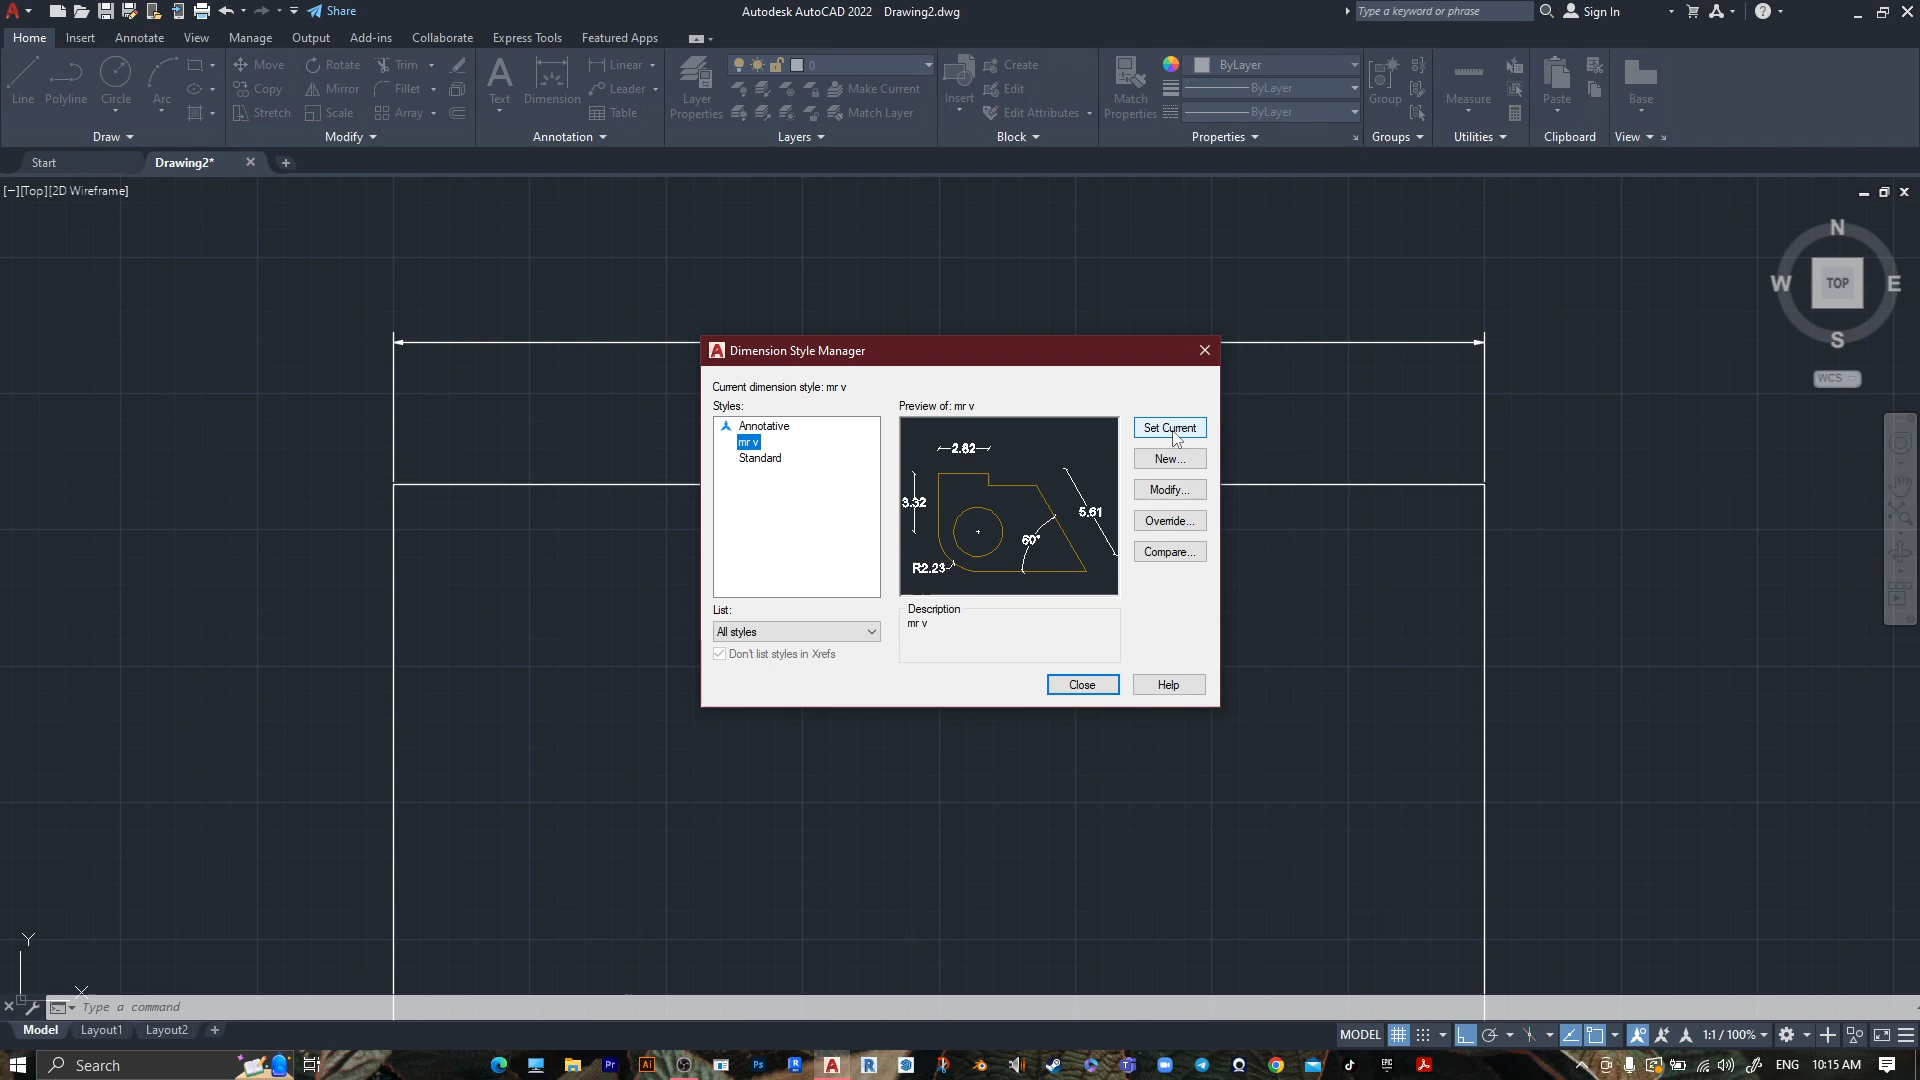 Autodesk AutoCAD 2022 Drawing2.dwg
Share
Type a keyword or phrase
Sign In
Home Insert Annotate View Manage Output Add-ins Collaborate Express Tools Featured Apps
Line Polyline Circle Arc
Draw
Move Rotate Trim
Copy Mirror Fillet
Stretch Scale Array
Modify
Text Dimension
Linear
Leader
Table
Annotation
Layer Properties
0
Make Current
Match Layer
Layers
Insert
Create
Edit
Edit Attributes
Block
Match Properties
ByLayer
ByLayer
ByLayer
Properties
Group
Groups
Measure
Utilities
Paste
Clipboard
Base
View
Start Drawing2*
[−][Top][2D Wireframe]
N
W TOP E
S
WCS
Dimension Style Manager
Current dimension style: mr v
Styles:
Annotative
mr v
Standard
Preview of: mr v
2.82
3.32
5.61
60°
R2.23
Set Current
New...
Modify...
Override...
Compare...
List:
All styles
Don't list styles in Xrefs
Description
mr v
Close
Help
Y
X
Type a command
Model Layout1 Layout2
MODEL
1:1 / 100%
Search
ENG 10:15 AM